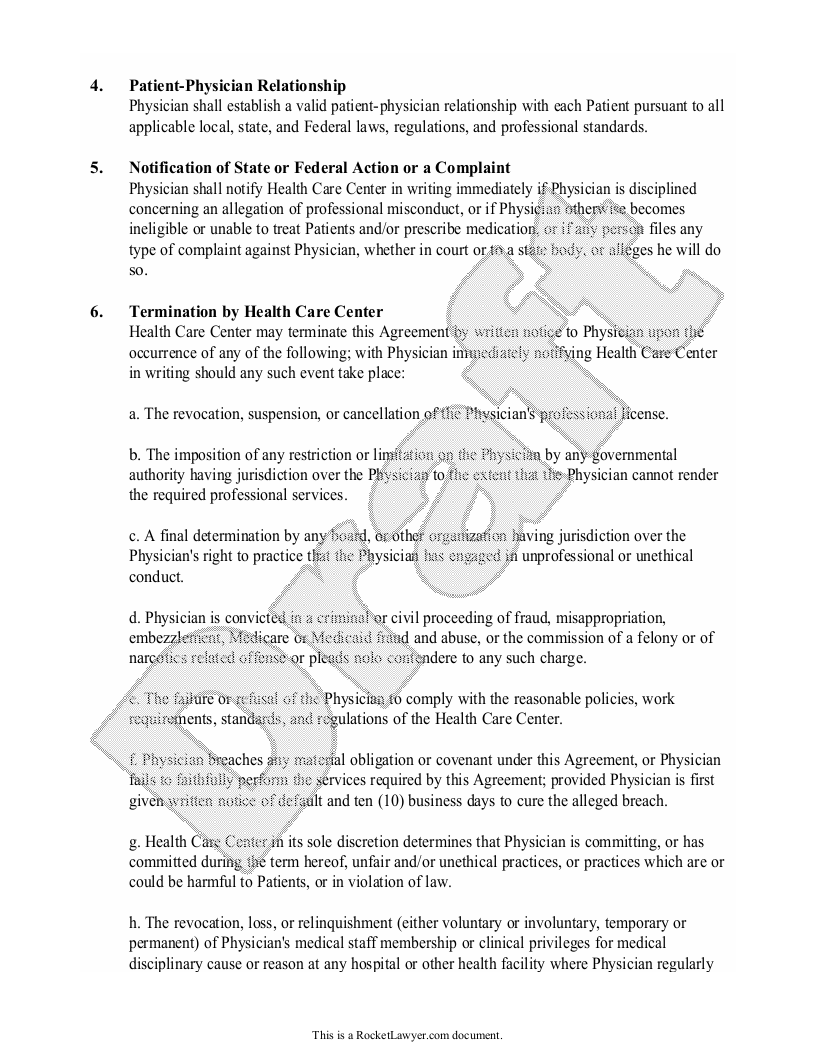 4. Patient-Physician Relationship
Physician shall establish a valid patient-physician relationship with each Patient pursuant to all
applicable local, state, and Federal laws, regulations, and professional standards.
5. Notification of State or Federal Action or a Complaint
Physician shall notify Health Care Center in writing immediately if Physician is disciplined
concerning an allegation of professional misconduct, or if Physician otherwise becomes
ineligible or unable to treat Patients and/or prescribe medication, or if any person files any
type of complaint against Physician, whether in court or to a state body, or alleges he will do
so.
6. Termination by Health Care Center
Health Care Center may terminate this Agreement by written notice to Physician upon the
occurrence of any of the following; with Physician immediately notifying Health Care Center
in writing should any such event take place:
a. The revocation, suspension, or cancellation of the Physician's professional license.
b. The imposition of any restriction or limitation on the Physician by any governmental
authority having jurisdiction over the Physician to the extent that the Physician cannot render
the required professional services.
c. A final determination by any board, or other organization having jurisdiction over the
Physician's right to practice that the Physician has engaged in unprofessional or unethical
conduct.
d. Physician is convicted in a criminal or civil proceeding of fraud, misappropriation,
embezzlement, Medicare or Medicaid fraud and abuse, or the commission of a felony or of
narcotics related offense or pleads nolo contendere to any such charge.
e. The failure or refusal of the Physician to comply with the reasonable policies, work
requirements, standards, and regulations of the Health Care Center.
f. Physician breaches any material obligation or covenant under this Agreement, or Physician
fails to faithfully perform the services required by this Agreement; provided Physician is first
given written notice of default and ten (10) business days to cure the alleged breach.
g. Health Care Center in its sole discretion determines that Physician is committing, or has
committed during the term hereof, unfair and/or unethical practices, or practices which are or
could be harmful to Patients, or in violation of law.
h. The revocation, loss, or relinquishment (either voluntary or involuntary, temporary or
permanent) of Physician's medical staff membership or clinical privileges for medical
disciplinary cause or reason at any hospital or other health facility where Physician regularly
Draft
This is a RocketLawyer.com document.